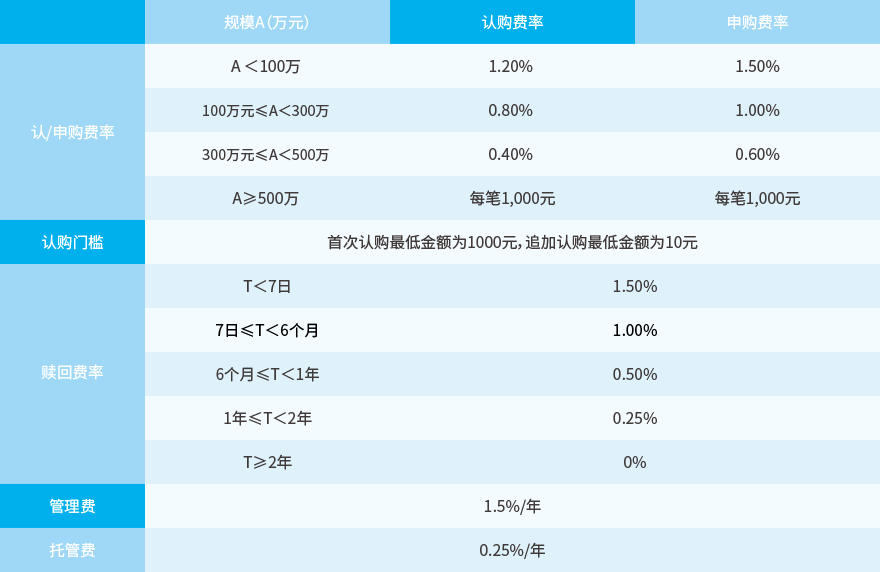 规模A（万元） 认购费率 申购费率
认/申购费率
A ＜100万 1.20% 1.50%
100万元≤A＜300万 0.80% 1.00%
300万元≤A＜500万 0.40% 0.60%
A≥500万 每笔1,000元 每笔1,000元
认购门槛 首次认购最低金额为1000元，追加认购最低金额为10元
赎回费率
T＜7日 1.50%
7日≤T＜6个月 1.00%
6个月≤T＜1年 0.50%
1年≤T＜2年 0.25%
T≥2年 0%
管理费 1.5%/年
托管费 0.25%/年